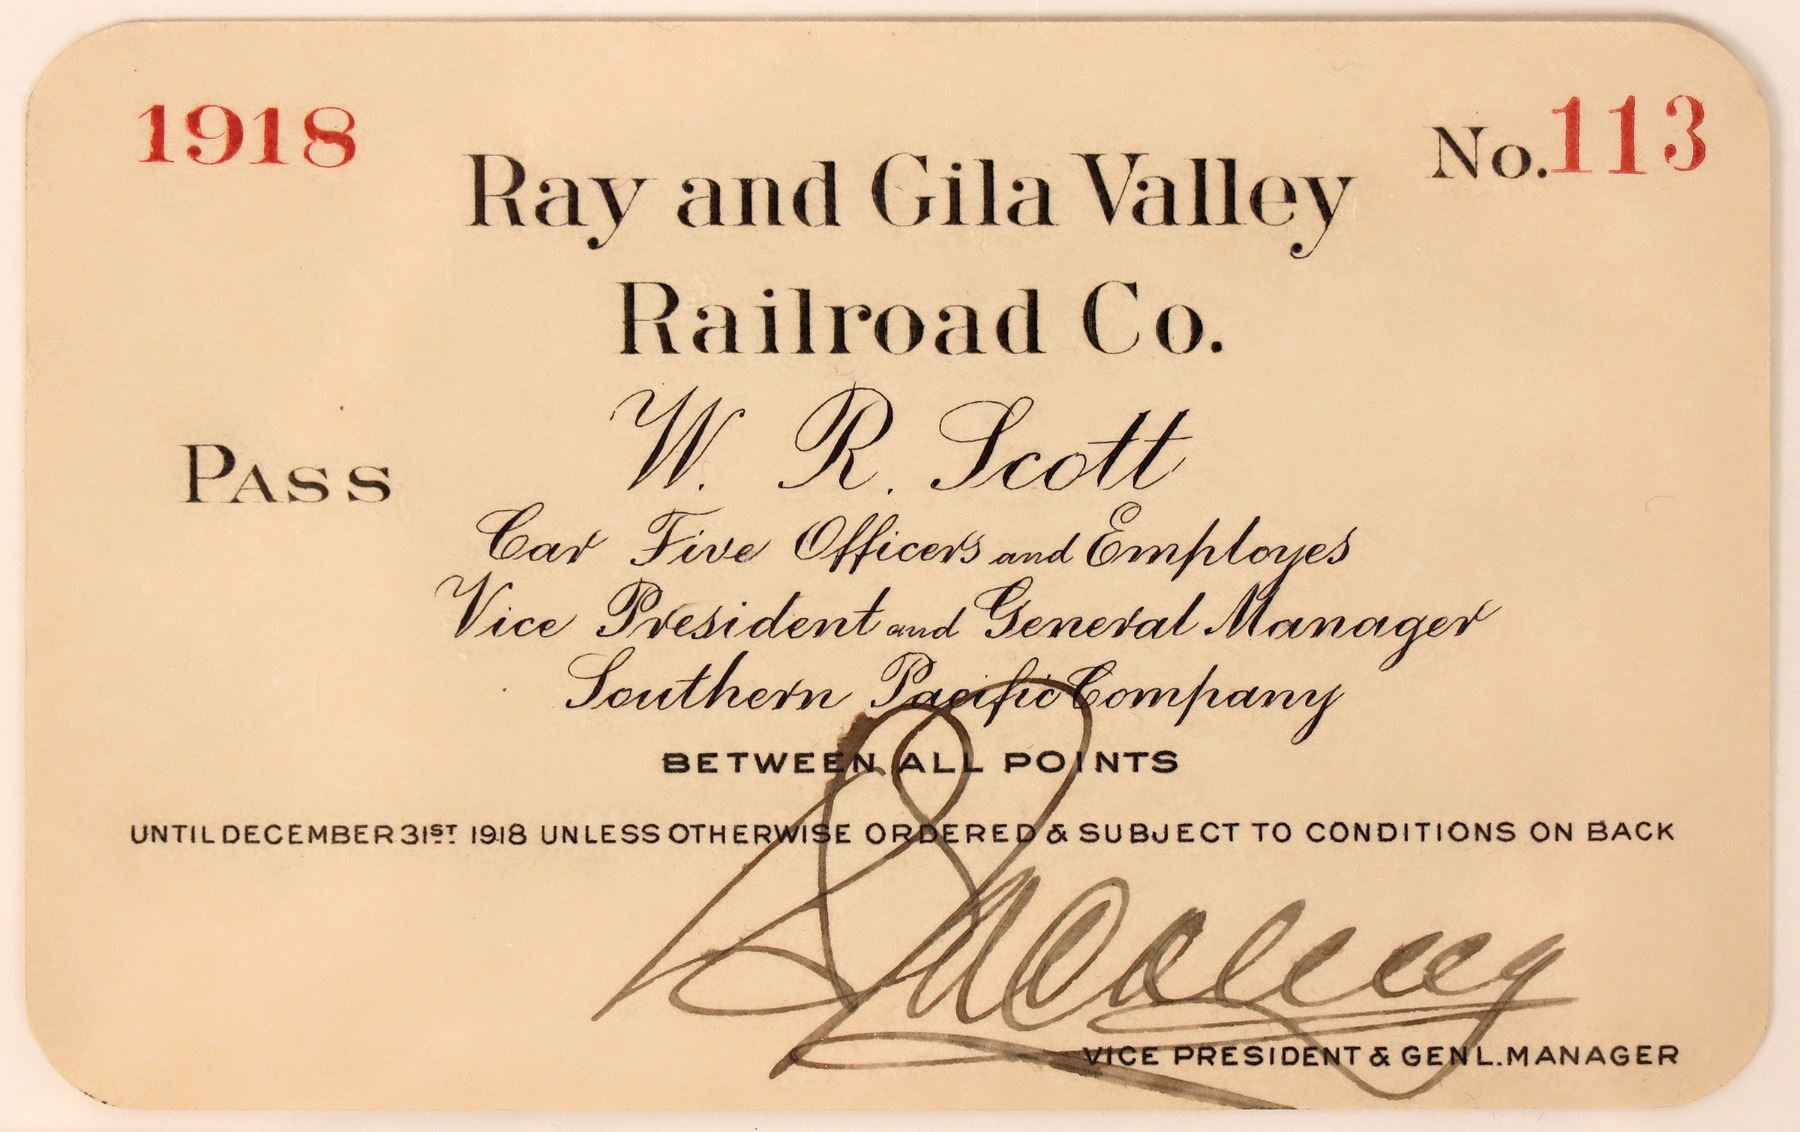 1918
No. 113
Ray and Gila Valley
Railroad Co.
PASS
W. R. Scott
Car Five Officers and Employes
Vice President and General Manager
Southern Pacific Company
BETWEEN ALL POINTS
UNTIL DECEMBER 31ST 1918 UNLESS OTHERWISE ORDERED & SUBJECT TO CONDITIONS ON BACK
VICE PRESIDENT & GENL. MANAGER